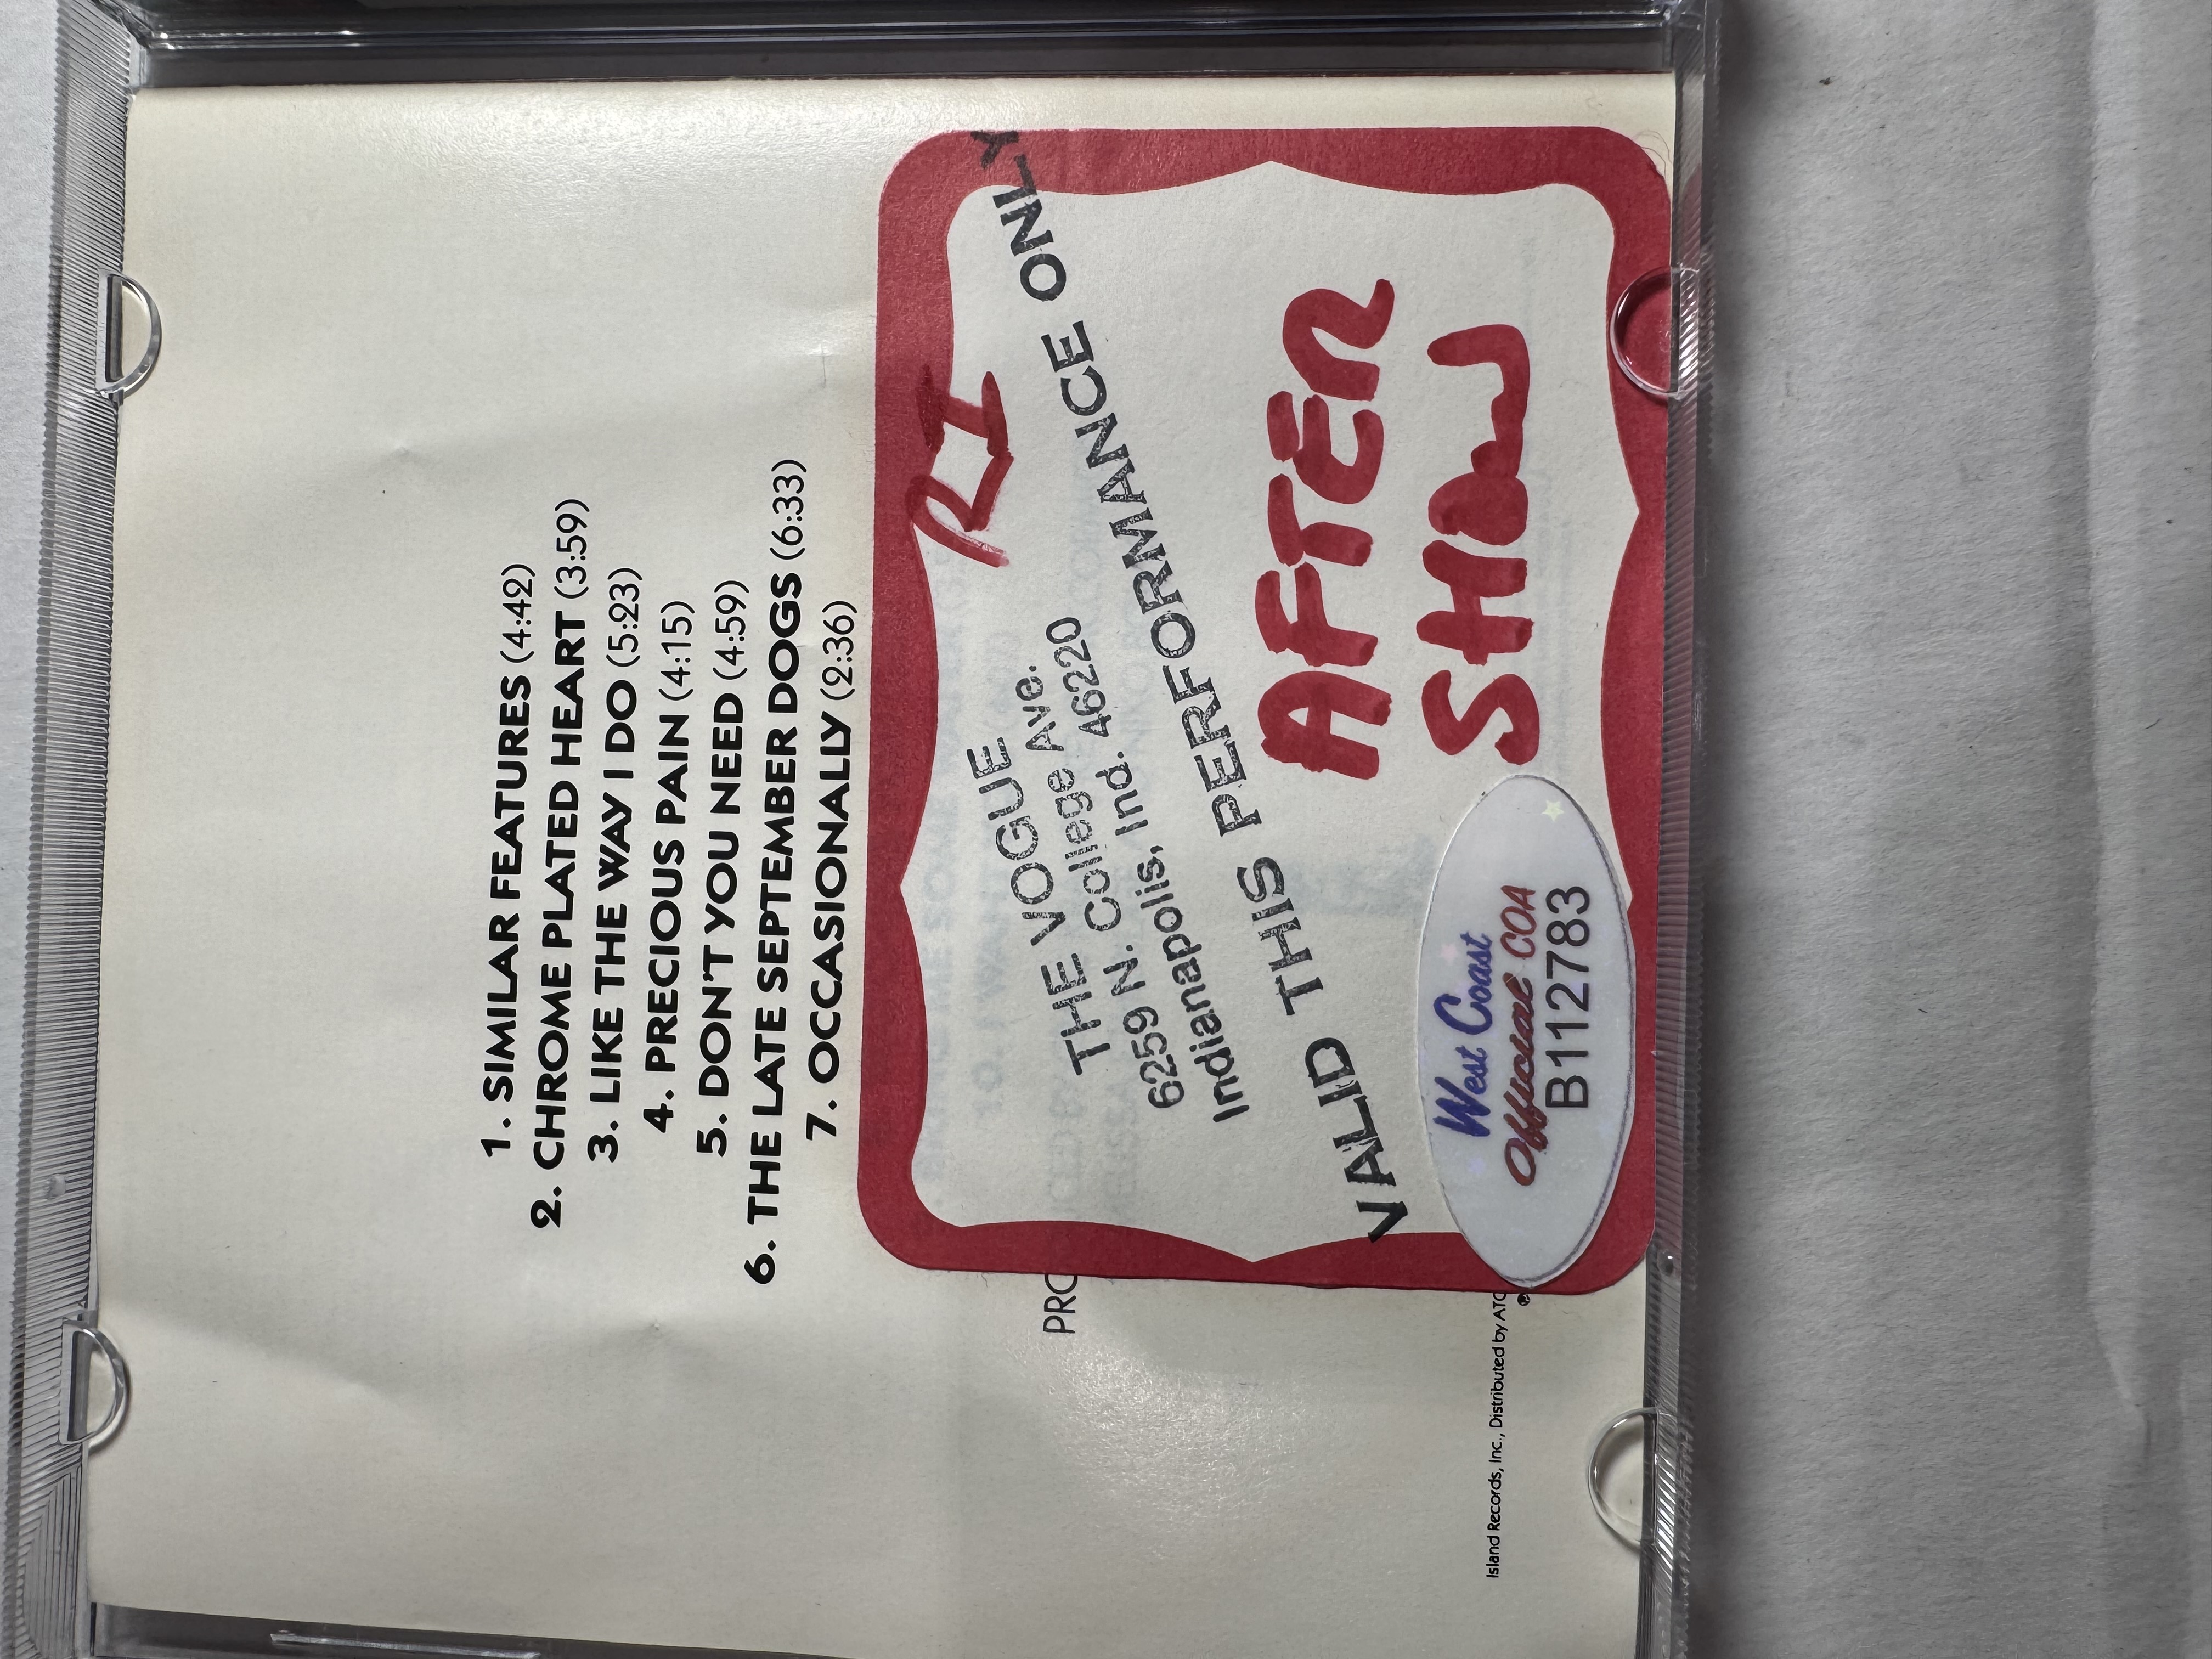 1. SIMILAR FEATURES (4:42)
2. CHROME PLATED HEART (3:59)
3. LIKE THE WAY I DO (5:23)
4. PRECIOUS PAIN (4:15)
5. DON'T YOU NEED (4:59)
6. THE LATE SEPTEMBER DOGS (6:33)
7. OCCASIONALLY (2:36)
THE VOGUE
6259 N. College Ave.
Indianapolis, Ind. 46220
VALID THIS PERFORMANCE ONLY
AFTER
SHOW
West Coast
Official COA
B112783
PRO
Island Records, Inc., Distributed by ATC
℗